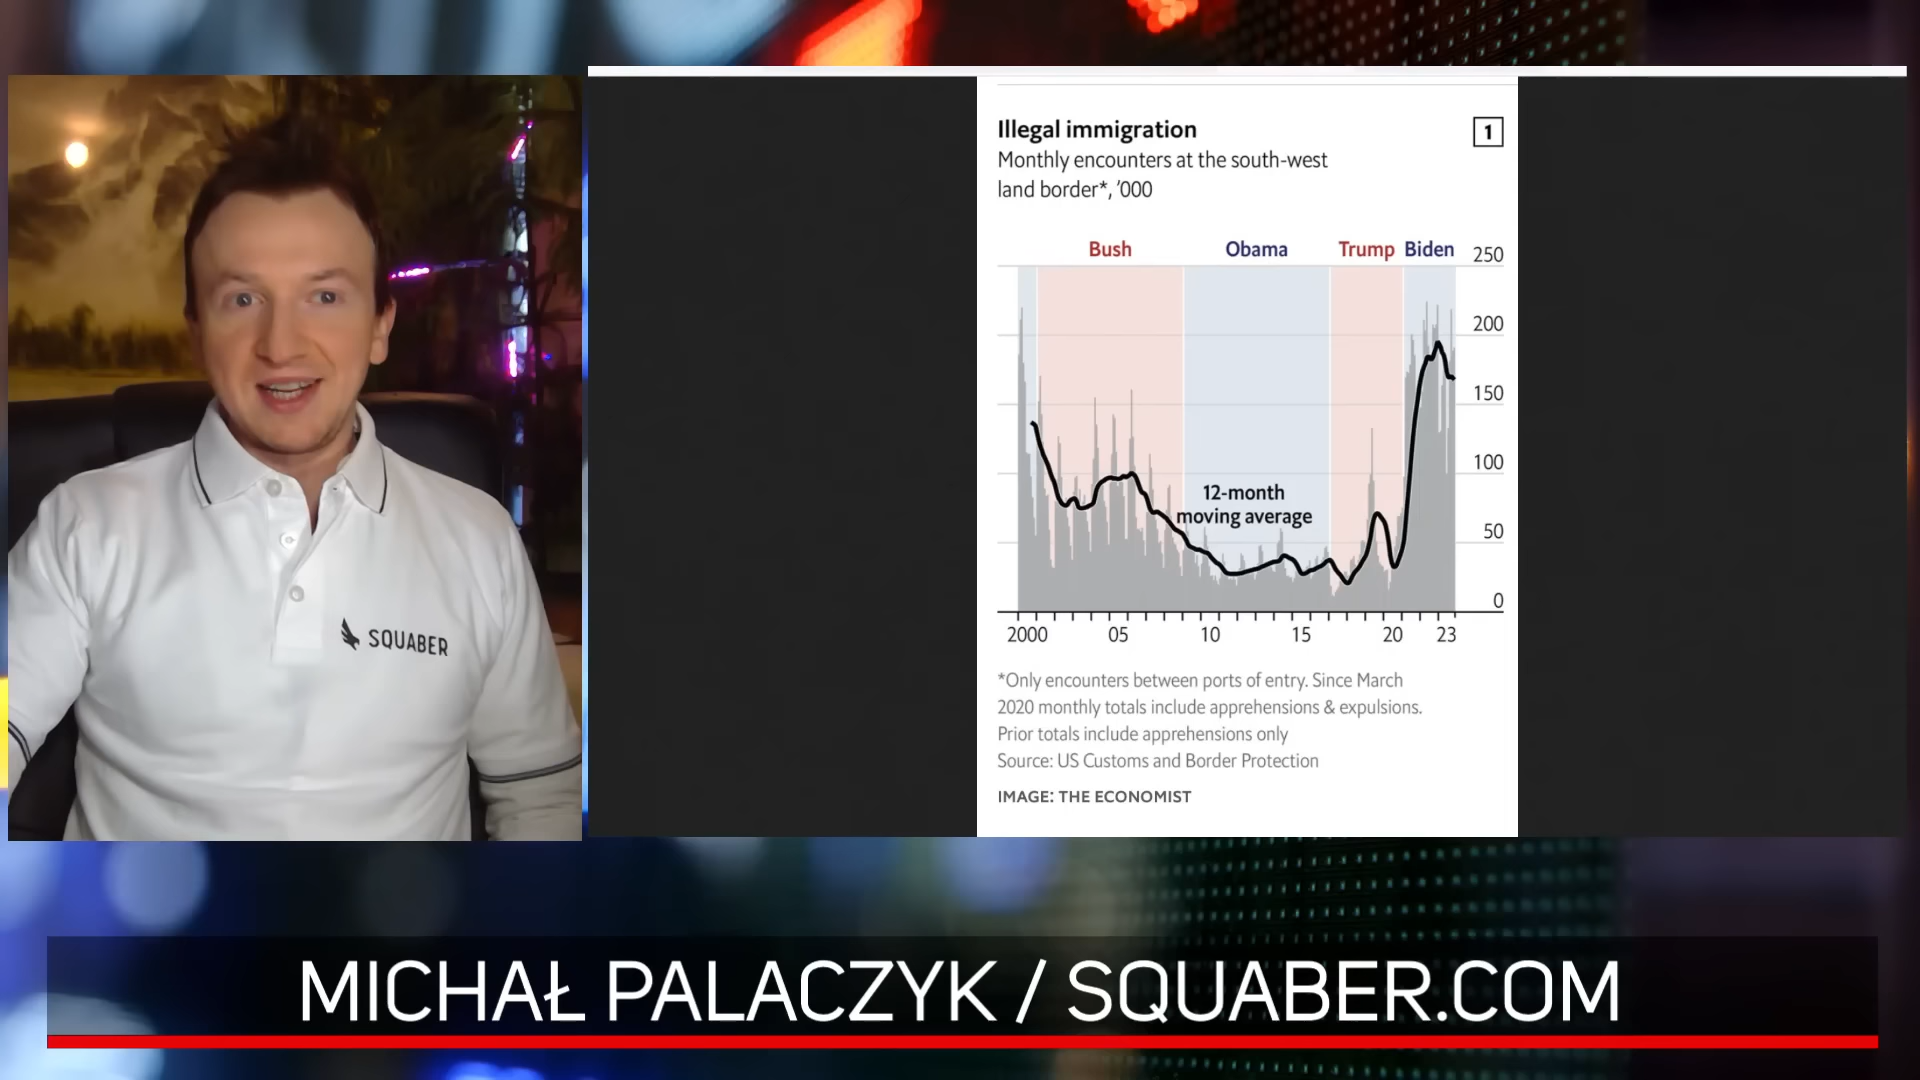 SQUABER
Illegal immigration
1
Monthly encounters at the south-west
land border*, '000
Bush
Obama
Trump
Biden
250
200
150
100
50
0
12-month
moving average
2000
05
10
15
20
23
*Only encounters between ports of entry. Since March
2020 monthly totals include apprehensions & expulsions.
Prior totals include apprehensions only
Source: US Customs and Border Protection
IMAGE: THE ECONOMIST
MICHAŁ PALACZYK / SQUABER.COM